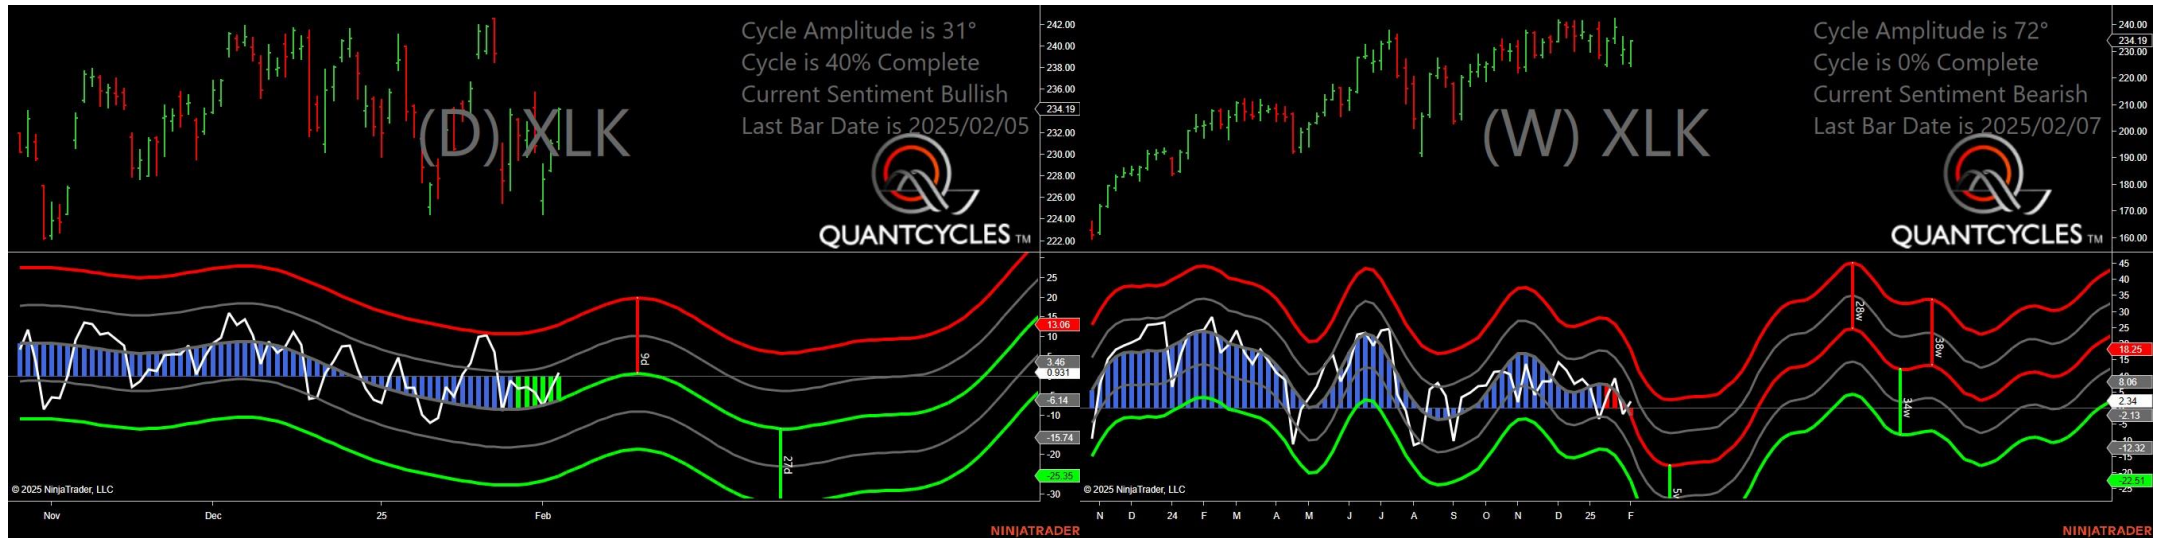 Cycle Amplitude is 31°
Cycle is 40% Complete
Current Sentiment Bullish
Last Bar Date is 2025/02/05
(D) XLK
QUANTCYCLES TM
242.00
240.00
238.00
236.00
234.19
232.00
230.00
228.00
226.00
224.00
222.00
25
20
15
13.06
10
5
3.46
0.931
-6.14
-10
-15.74
-20
-25.35
-30
9d
27d
© 2025 NinjaTrader, LLC
Nov
Dec
25
Feb
NINJATRADER
Cycle Amplitude is 72°
Cycle is 0% Complete
Current Sentiment Bearish
Last Bar Date is 2025/02/07
(W) XLK
QUANTCYCLES TM
240.00
234.19
230.00
220.00
210.00
200.00
190.00
180.00
170.00
160.00
45
40
35
30
25
18.25
15
8.06
2.34
-2.13
-5
-12.32
-15
-22.51
-25
28w
38w
34w
© 2025 NinjaTrader, LLC
N D 24 F M A M J J A S O N D 25 F
NINJATRADER